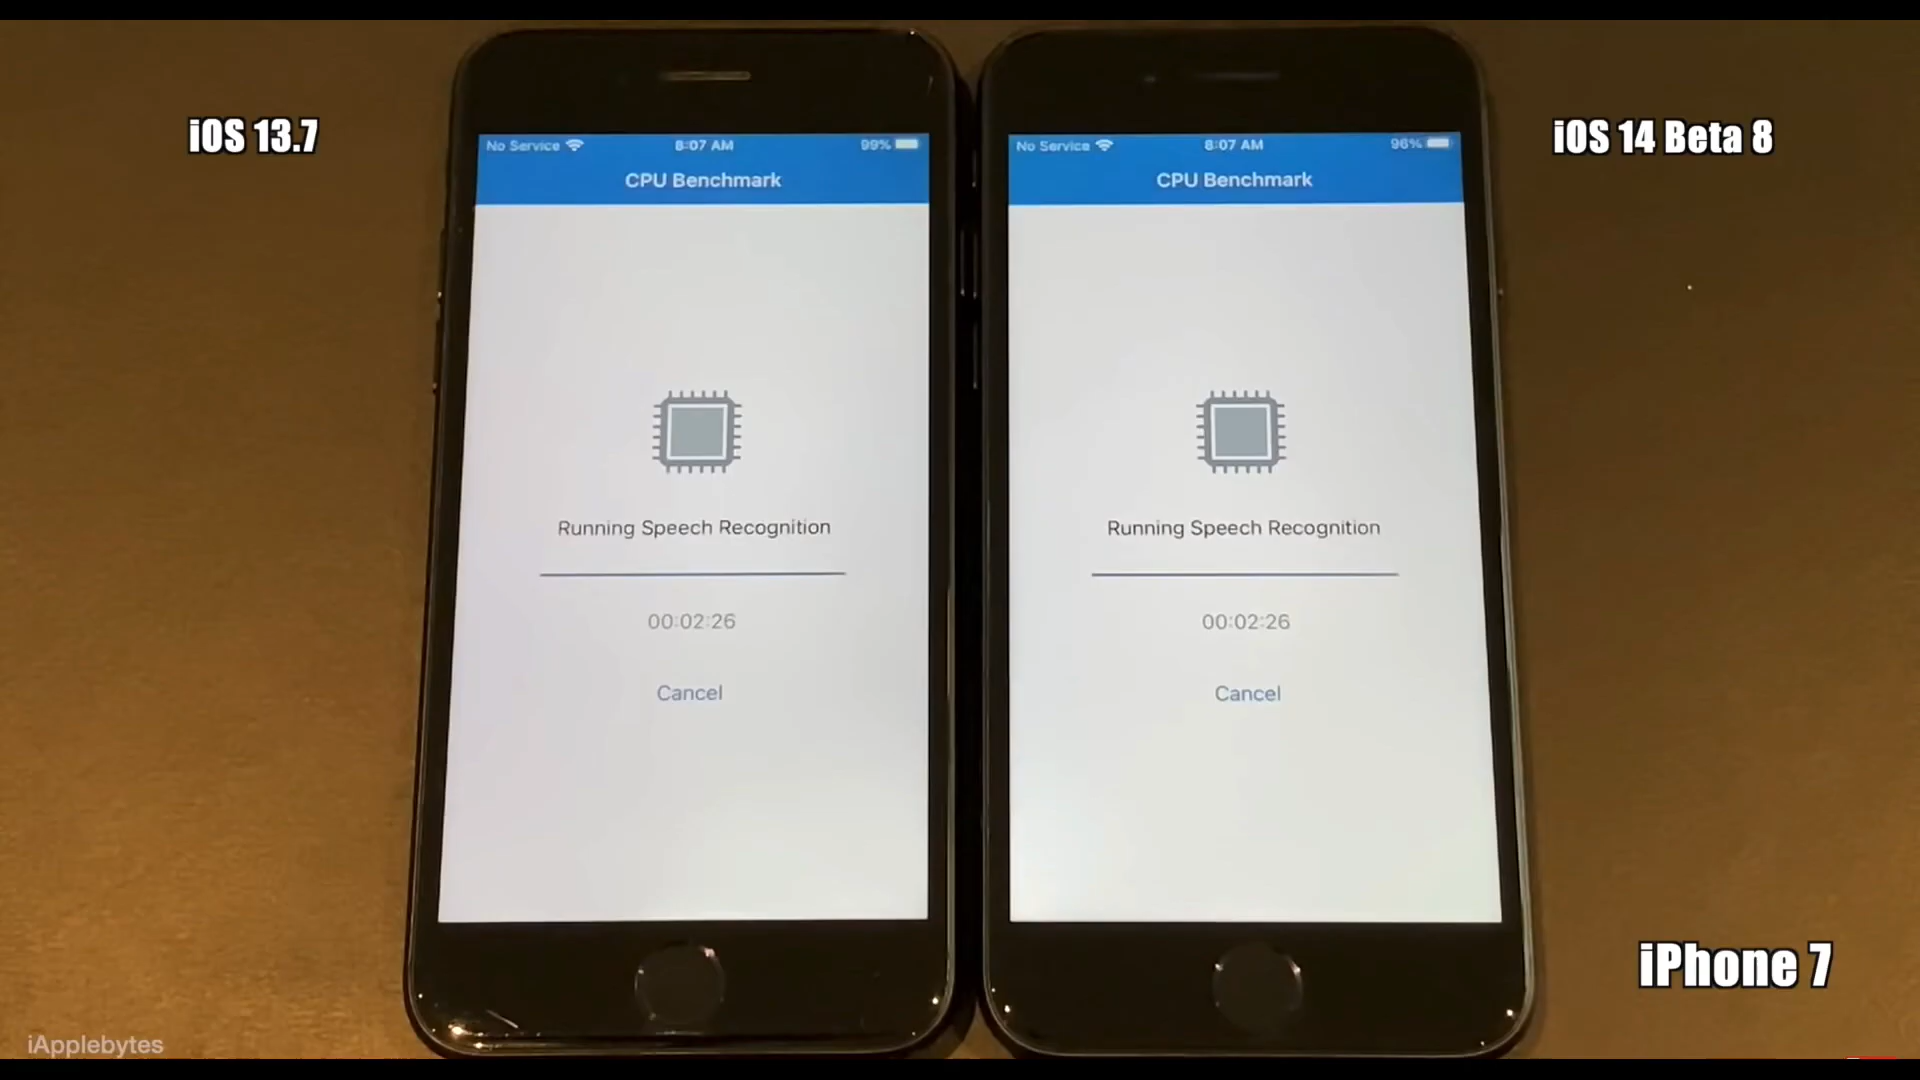 iOS 13.7
No Service 8:07 AM 99%
CPU Benchmark
Running Speech Recognition
00:02:26
Cancel
No Service 8:07 AM 96%
CPU Benchmark
Running Speech Recognition
00:02:26
Cancel
iOS 14 Beta 8
iPhone 7
iApplebytes